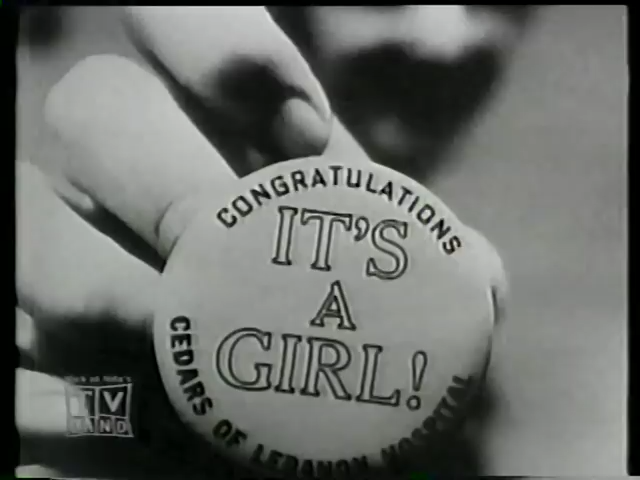 CONGRATULATIONS
IT'S
A
GIRL!
CEDARS OF LEBANON HOSPITAL
TV
LAND